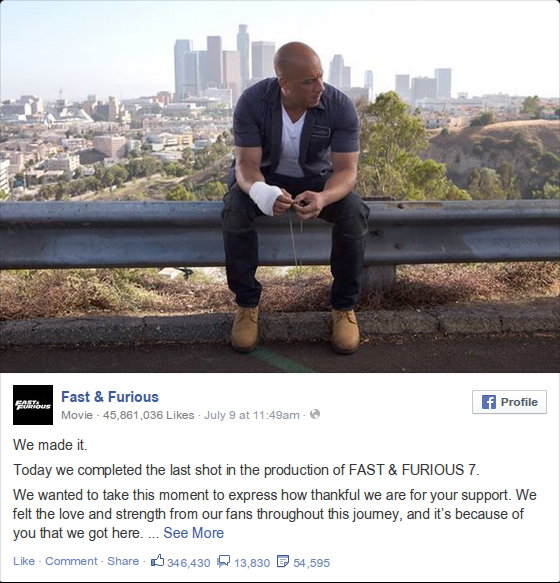 FAST & FURIOUS
Fast & Furious
Profile
Movie · 45,861,036 Likes · July 9 at 11:49am ·
We made it.
Today we completed the last shot in the production of FAST & FURIOUS 7.
We wanted to take this moment to express how thankful we are for your support. We
felt the love and strength from our fans throughout this journey, and it's because of
you that we got here. ... See More
Like · Comment · Share · 346,430 13,830 54,595